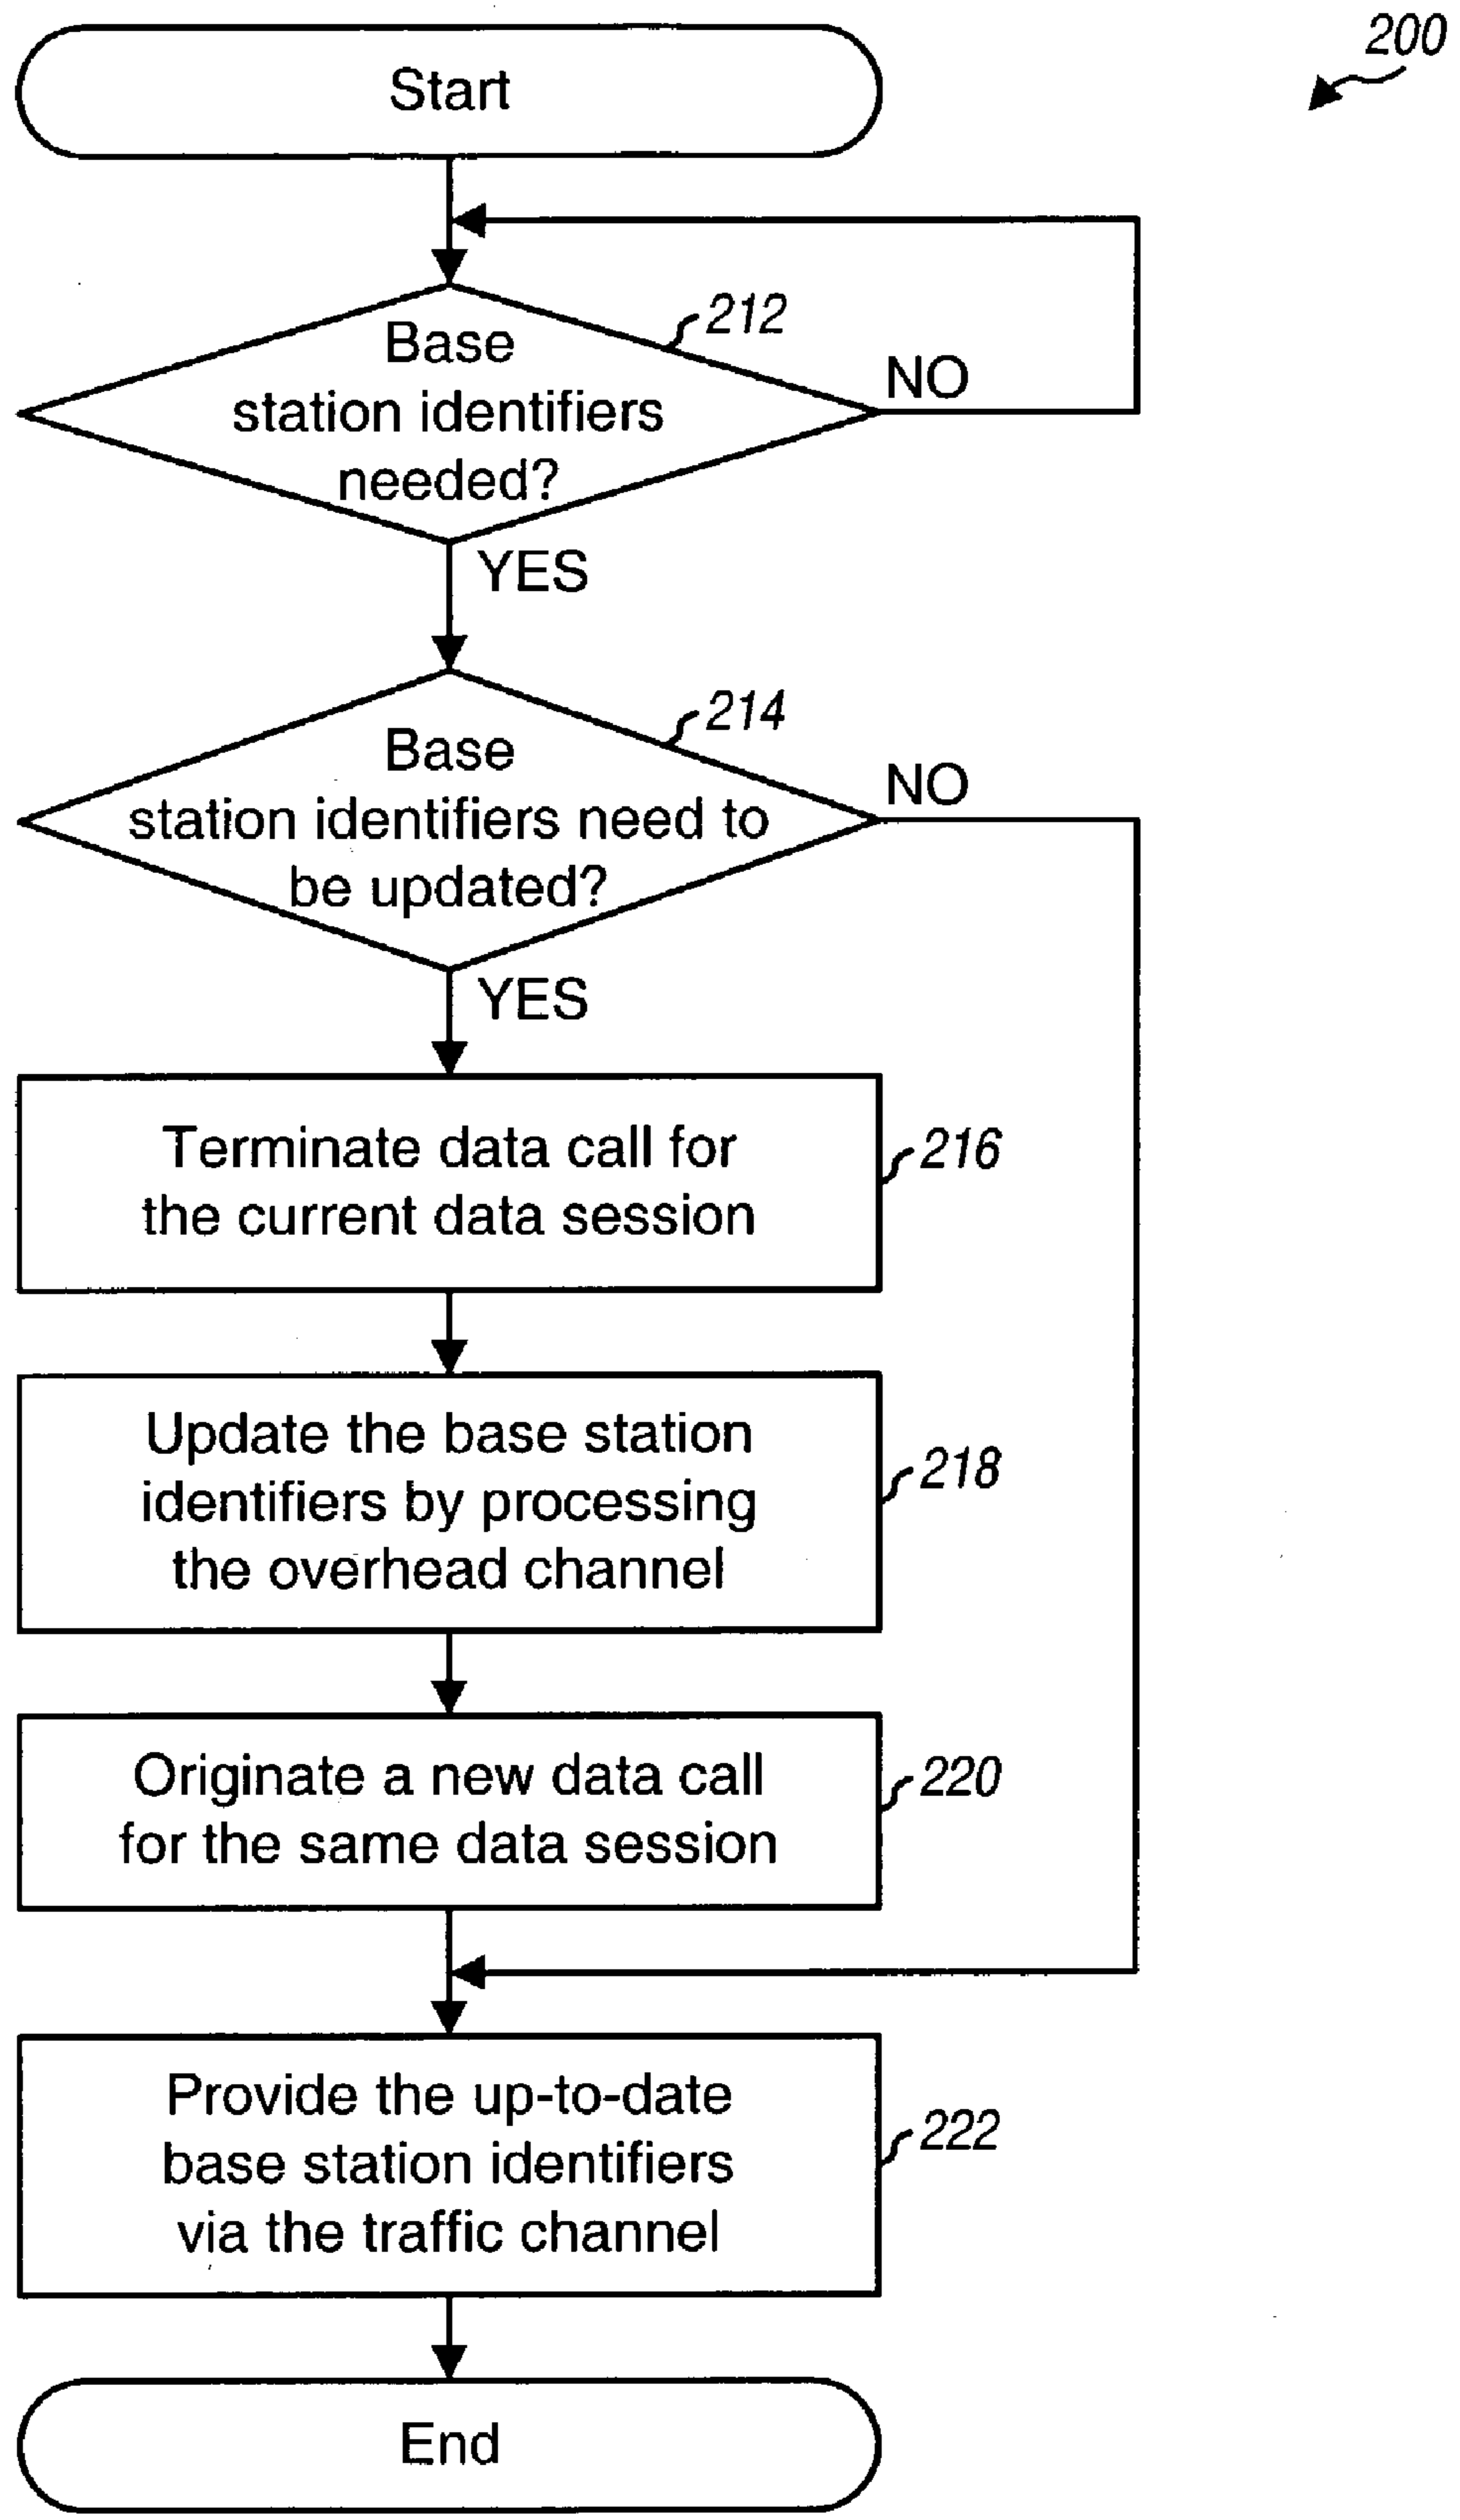 200
Start
212
Base
station identifiers
needed?
NO
YES
214
Base
station identifiers need to
be updated?
NO
YES
Terminate data call for
the current data session
216
Update the base station
identifiers by processing
the overhead channel
218
Originate a new data call
for the same data session
220
Provide the up-to-date
base station identifiers
via the traffic channel
222
End